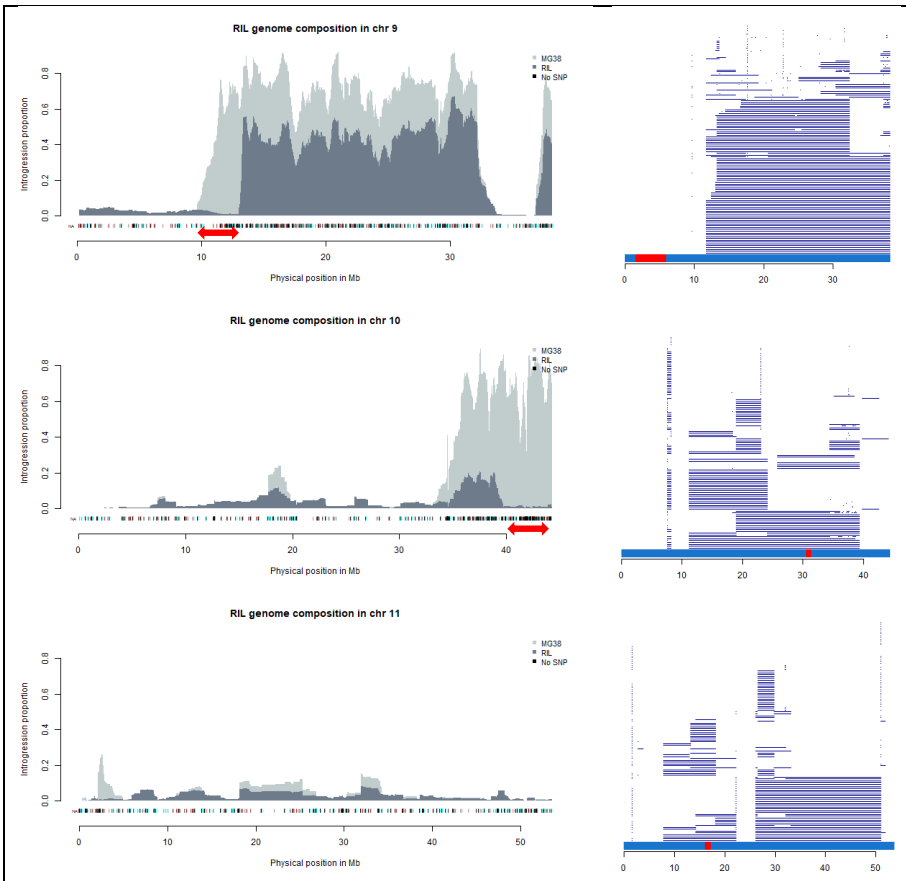 RIL genome composition in chr 9
MG38
RIL
No SNP
Introgression proportion
0.0 0.2 0.4 0.6 0.8
NA
0 10 20 30
Physical position in Mb
0 10 20 30
RIL genome composition in chr 10
MG38
RIL
No SNP
Introgression proportion
0.0 0.2 0.4 0.6 0.8
NA
0 10 20 30 40
Physical position in Mb
0 10 20 30 40
RIL genome composition in chr 11
MG38
RIL
No SNP
Introgression proportion
0.0 0.2 0.4 0.6 0.8
NA
0 10 20 30 40 50
Physical position in Mb
0 10 20 30 40 50